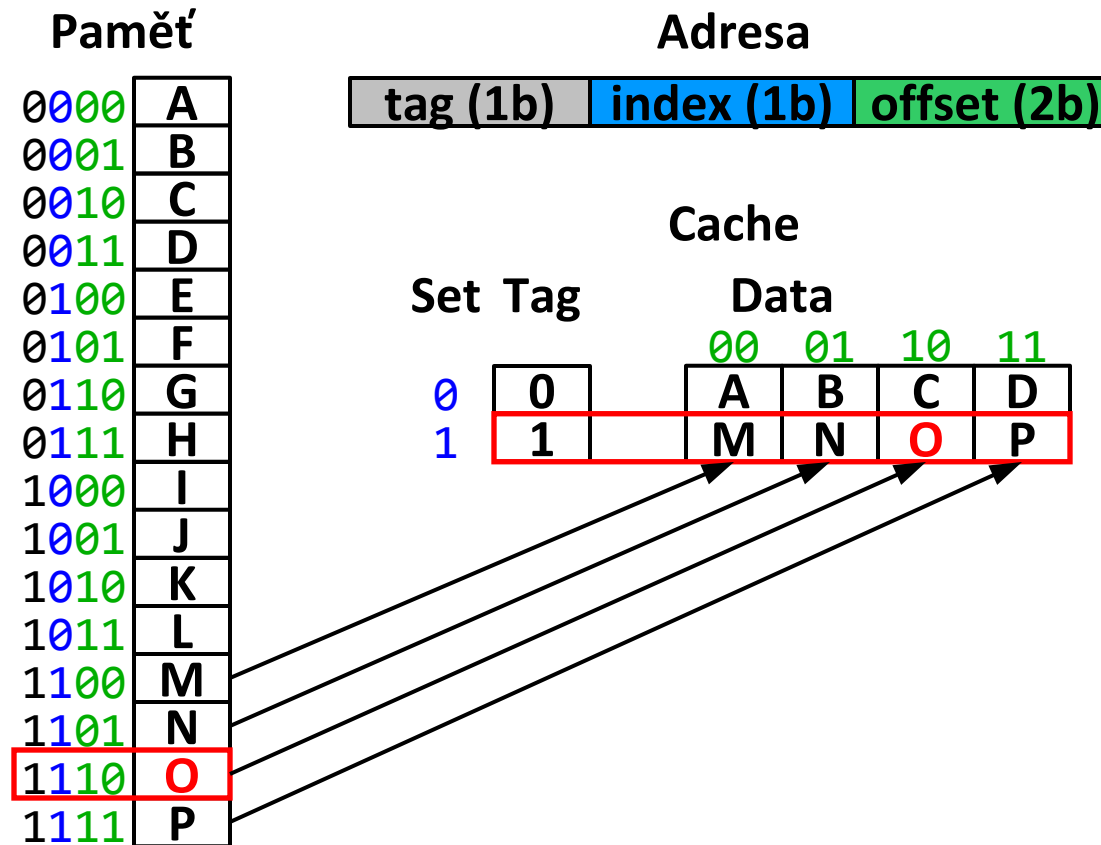 Paměť
0000 A
0001 B
0010 C
0011 D
0100 E
0101 F
0110 G
0111 H
1000 I
1001 J
1010 K
1011 L
1100 M
1101 N
1110 O
1111 P
Adresa
tag (1b) index (1b) offset (2b)
Cache
Set Tag Data
00 01 10 11
0 0 A B C D
1 1 M N O P